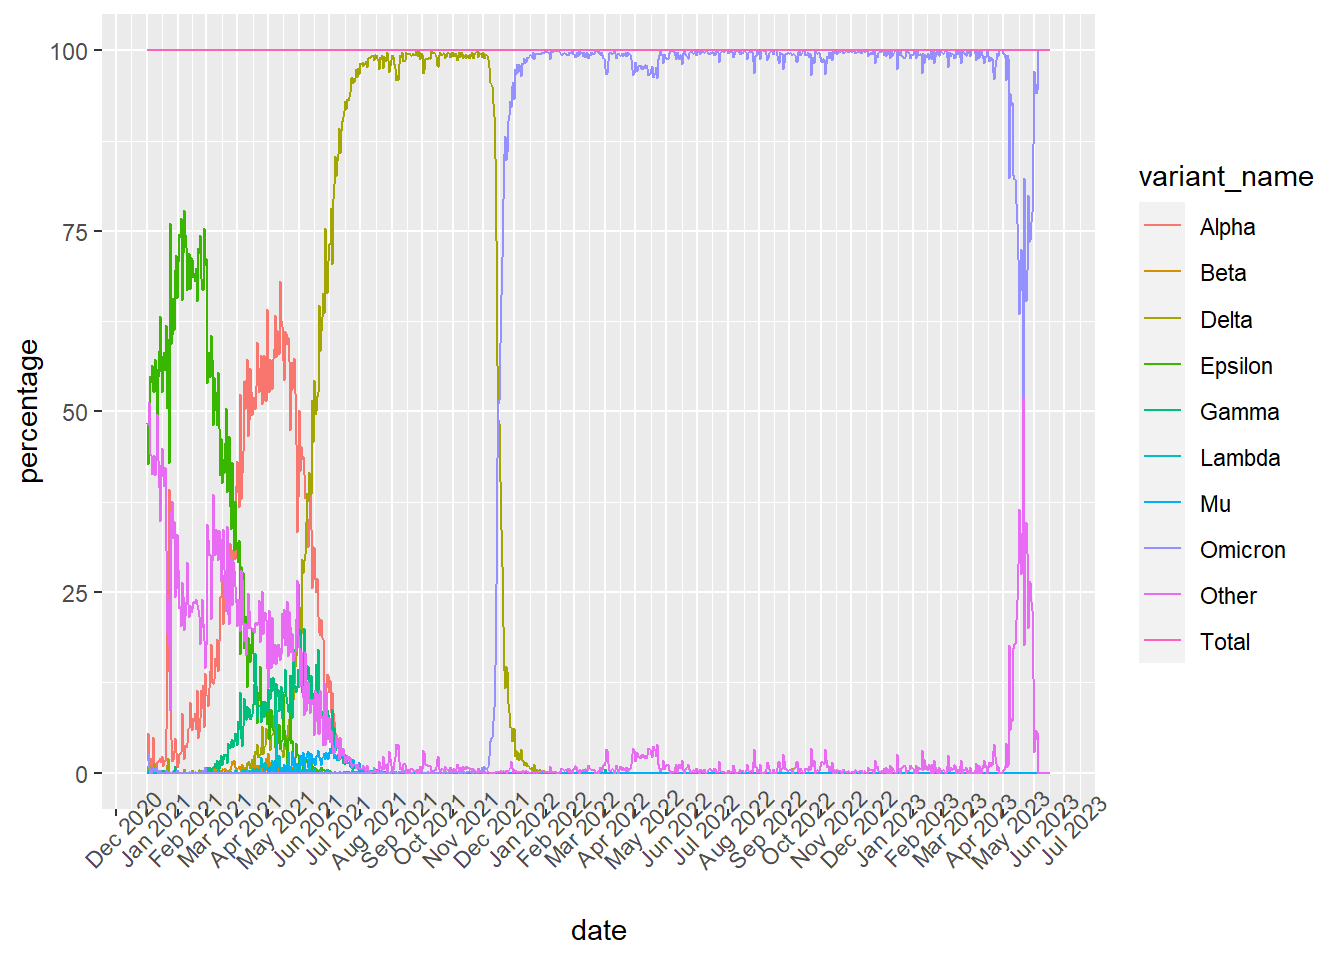 100
75
50
25
0
percentage
Dec 2020
Jan 2021
Feb 2021
Mar 2021
Apr 2021
May 2021
Jun 2021
Jul 2021
Aug 2021
Sep 2021
Oct 2021
Nov 2021
Dec 2021
Jan 2022
Feb 2022
Mar 2022
Apr 2022
May 2022
Jun 2022
Jul 2022
Aug 2022
Sep 2022
Oct 2022
Nov 2022
Dec 2022
Jan 2023
Feb 2023
Mar 2023
Apr 2023
May 2023
Jun 2023
Jul 2023
date
variant_name
Alpha
Beta
Delta
Epsilon
Gamma
Lambda
Mu
Omicron
Other
Total